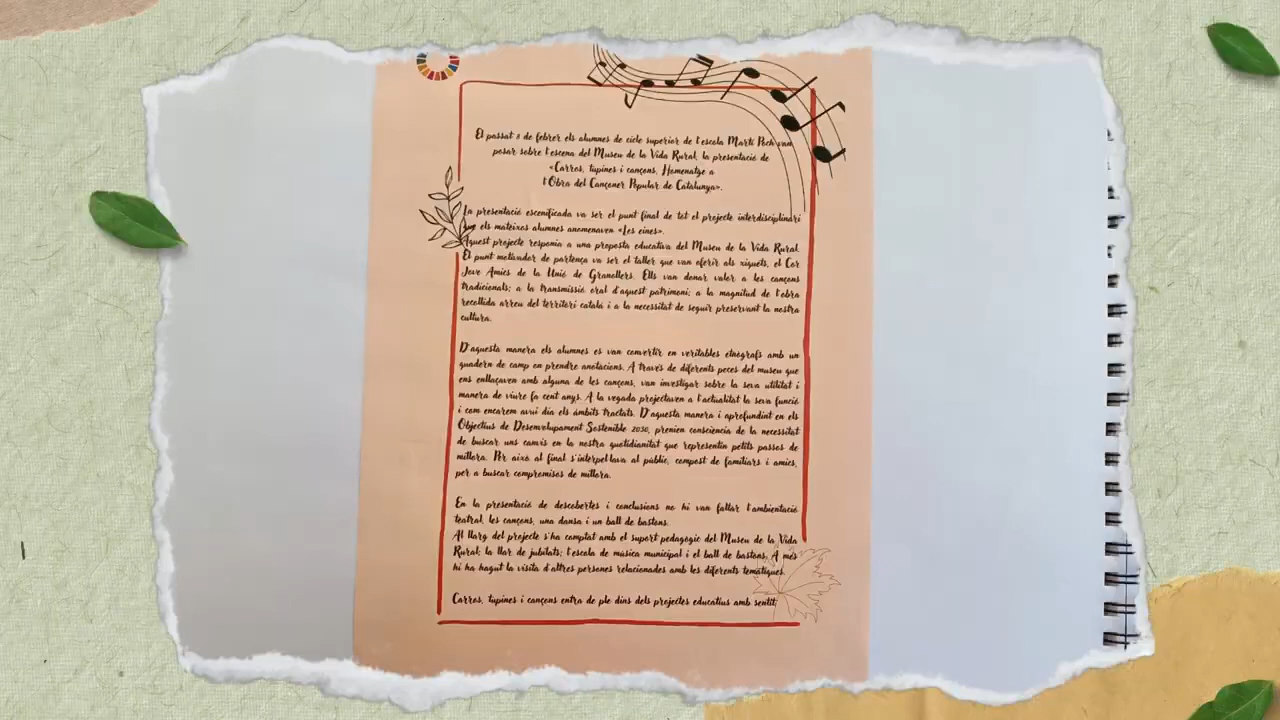 El passat 8 de febrer els alumnes de cicle superior de l'escola Martí Poch van
posar sobre l'escena del Museu de la Vida Rural, la presentació de
«Carros, tupines i cançons, Homenatge a
l'Obra del Cançoner Popular de Catalunya».
La presentació escenificada va ser el punt final de tot el projecte interdisciplinari
que els mateixos alumnes anomenaven «Les eines».
Aquest projecte responia a una proposta educativa del Museu de la Vida Rural.
El punt motivador de partença va ser el taller que van oferir als xiquets, el Cor
Jove Amics de la Unió de Granollers. Ells van donar valor a les cançons
tradicionals; a la transmissió oral d'aquest patrimoni; a la magnitud de l'obra
recollida arreu del territori català i a la necessitat de seguir preservant la nostra
cultura.
D'aquesta manera els alumnes es van convertir en veritables etnògrafs amb un
quadern de camp on prendre anotacions. A través de diferents peces del museu que
ens enllaçaven amb alguna de les cançons, van investigar sobre la seva utilitat i
manera de viure fa cent anys. A la vegada projectaven a l'actualitat la seva funció
i com encarem avui dia els àmbits tractats. D'aquesta manera i aprofundint en els
Objectius de Desenvolupament Sostenible 2030, prenien consciència de la necessitat
de buscar uns canvis en la nostra quotidianitat que representin petits passos de
millora. Per això al final s'interpel·lava al públic, compost de familiars i amics,
per a buscar compromisos de millora.
En la presentació de descobertes i conclusions no hi van faltar l'ambientació
teatral, les cançons, una dansa i un ball de bastons.
Al llarg del projecte s'ha comptat amb el suport pedagògic del Museu de la Vida
Rural; la llar de jubilats; l'escola de música municipal i el ball de bastons. A més
hi ha hagut la visita d'altres persones relacionades amb les diferents temàtiques.
Carros, tupines i cançons entra de ple dins dels projectes educatius amb sentit.